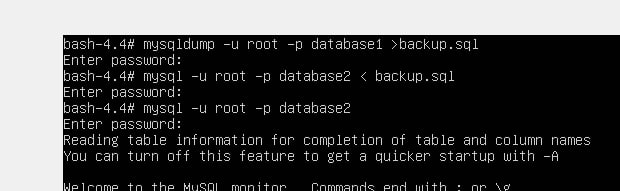 bash-4.4# mysqldump -u root -p database1 >backup.sql
Enter password:
bash-4.4# mysql -u root -p database2 < backup.sql
Enter password:
bash-4.4# mysql -u root -p database2
Enter password:
Reading table information for completion of table and column names
You can turn off this feature to get a quicker startup with -A
Welcome to the MySQL monitor.  Commands end with ; or \g.